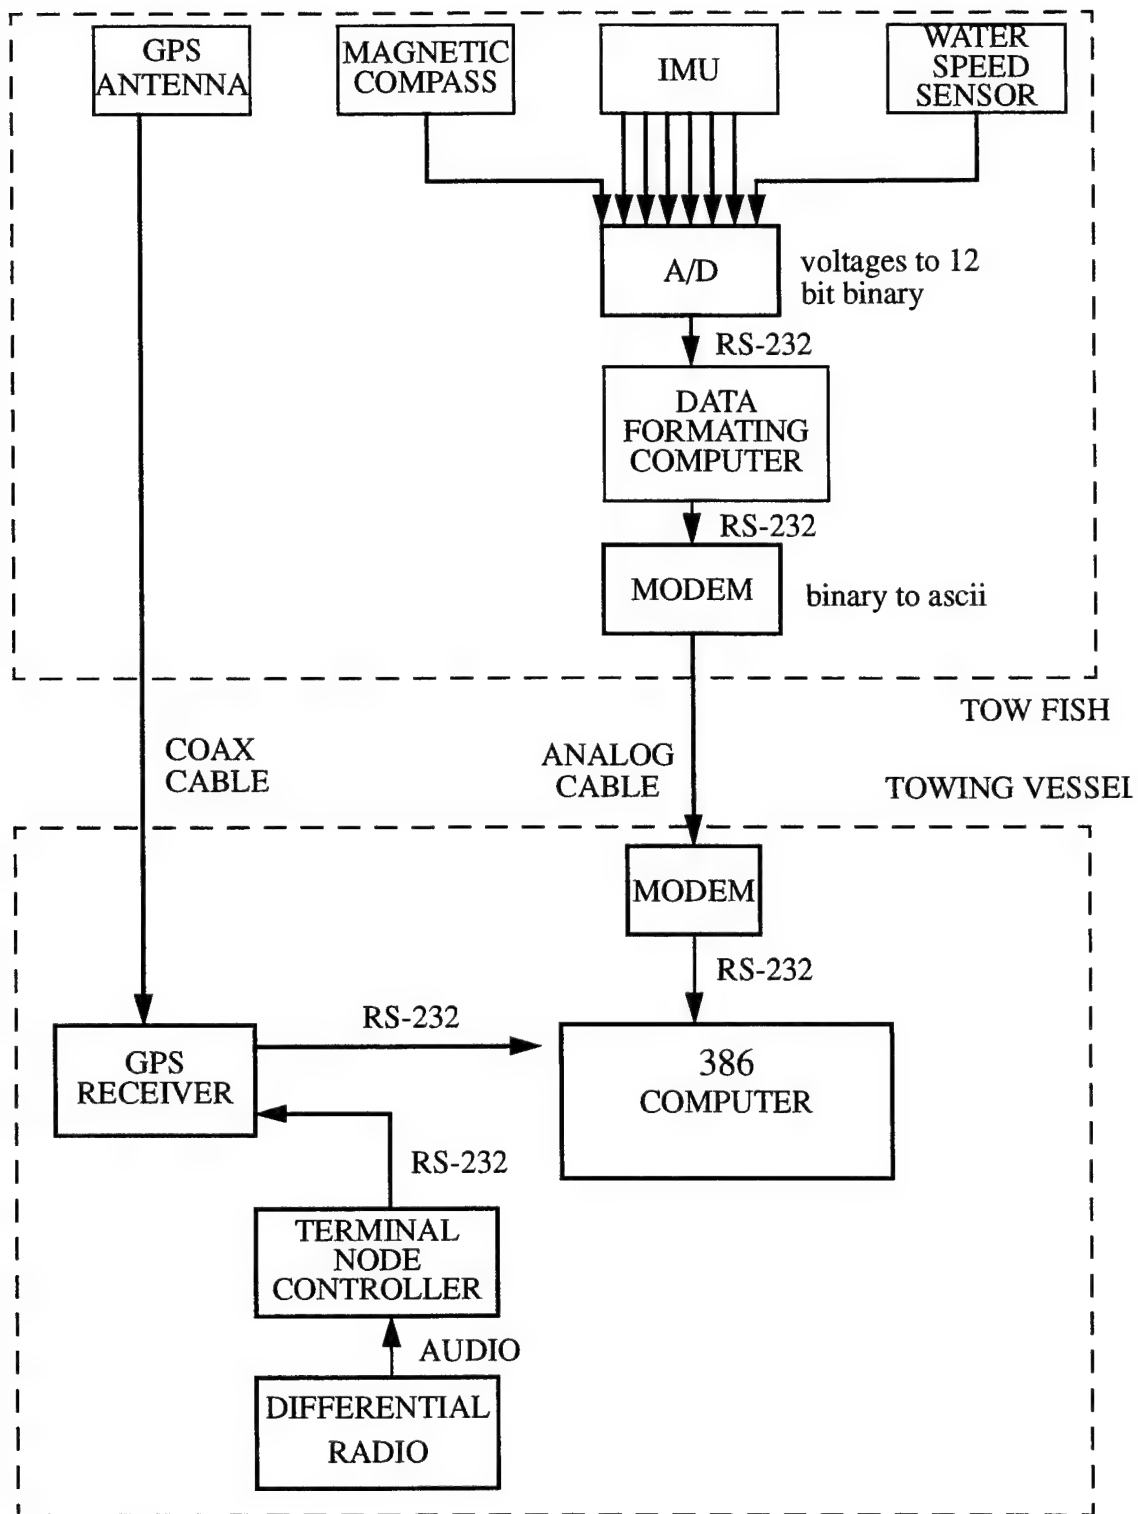 GPS
ANTENNA
MAGNETIC
COMPASS
IMU
WATER
SPEED
SENSOR
A/D
voltages to 12
bit binary
RS-232
DATA
FORMATING
COMPUTER
RS-232
MODEM
binary to ascii
TOW FISH
COAX
CABLE
ANALOG
CABLE
TOWING VESSEL
MODEM
RS-232
RS-232
GPS
RECEIVER
386
COMPUTER
RS-232
TERMINAL
NODE
CONTROLLER
AUDIO
DIFFERENTIAL
RADIO